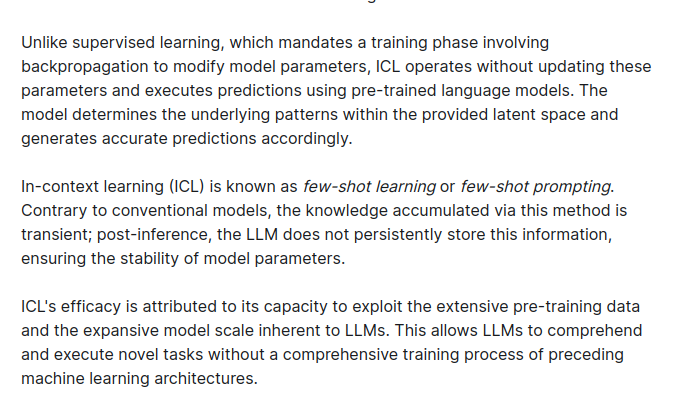 Unlike supervised learning, which mandates a training phase involving
backpropagation to modify model parameters, ICL operates without updating these
parameters and executes predictions using pre-trained language models. The
model determines the underlying patterns within the provided latent space and
generates accurate predictions accordingly.
In-context learning (ICL) is known as few-shot learning or few-shot prompting.
Contrary to conventional models, the knowledge accumulated via this method is
transient; post-inference, the LLM does not persistently store this information,
ensuring the stability of model parameters.
ICL's efficacy is attributed to its capacity to exploit the extensive pre-training data
and the expansive model scale inherent to LLMs. This allows LLMs to comprehend
and execute novel tasks without a comprehensive training process of preceding
machine learning architectures.